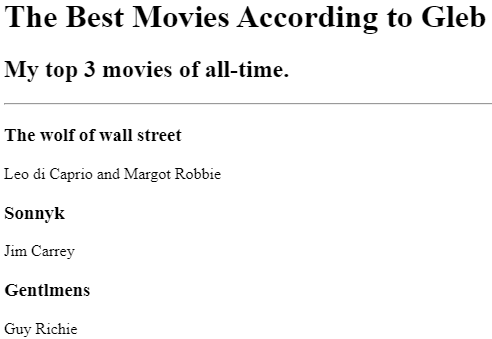 The Best Movies According to Gleb
My top 3 movies of all-time.
The wolf of wall street
Leo di Caprio and Margot Robbie
Sonnyk
Jim Carrey
Gentlmens
Guy Richie